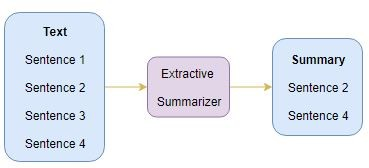 Text
Sentence 1
Sentence 2
Sentence 3
Sentence 4
Extractive
Summarizer
Summary
Sentence 2
Sentence 4